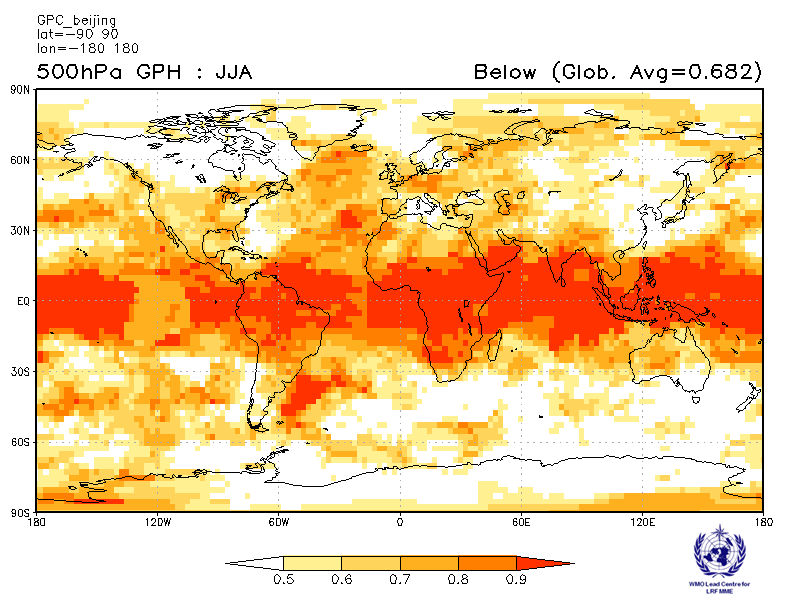 GPC_beijing
lat=-90 90
lon=-180 180
500hPa GPH : JJA Below (Glob. Avg=0.682)
90N
60N
30N
EQ
30S
60S
90S
180 120W 60W 0 60E 120E 180
0.5 0.6 0.7 0.8 0.9
WMO Lead Centre for
LRF MME